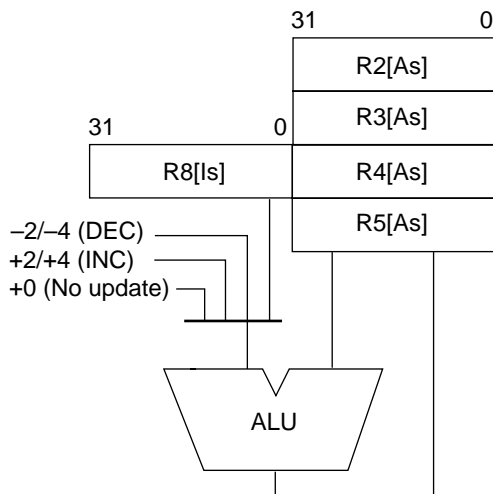 31 0
R2[As]
R3[As]
31 0
R8[Is] R4[As]
R5[As]
–2/–4 (DEC)
+2/+4 (INC)
+0 (No update)
ALU